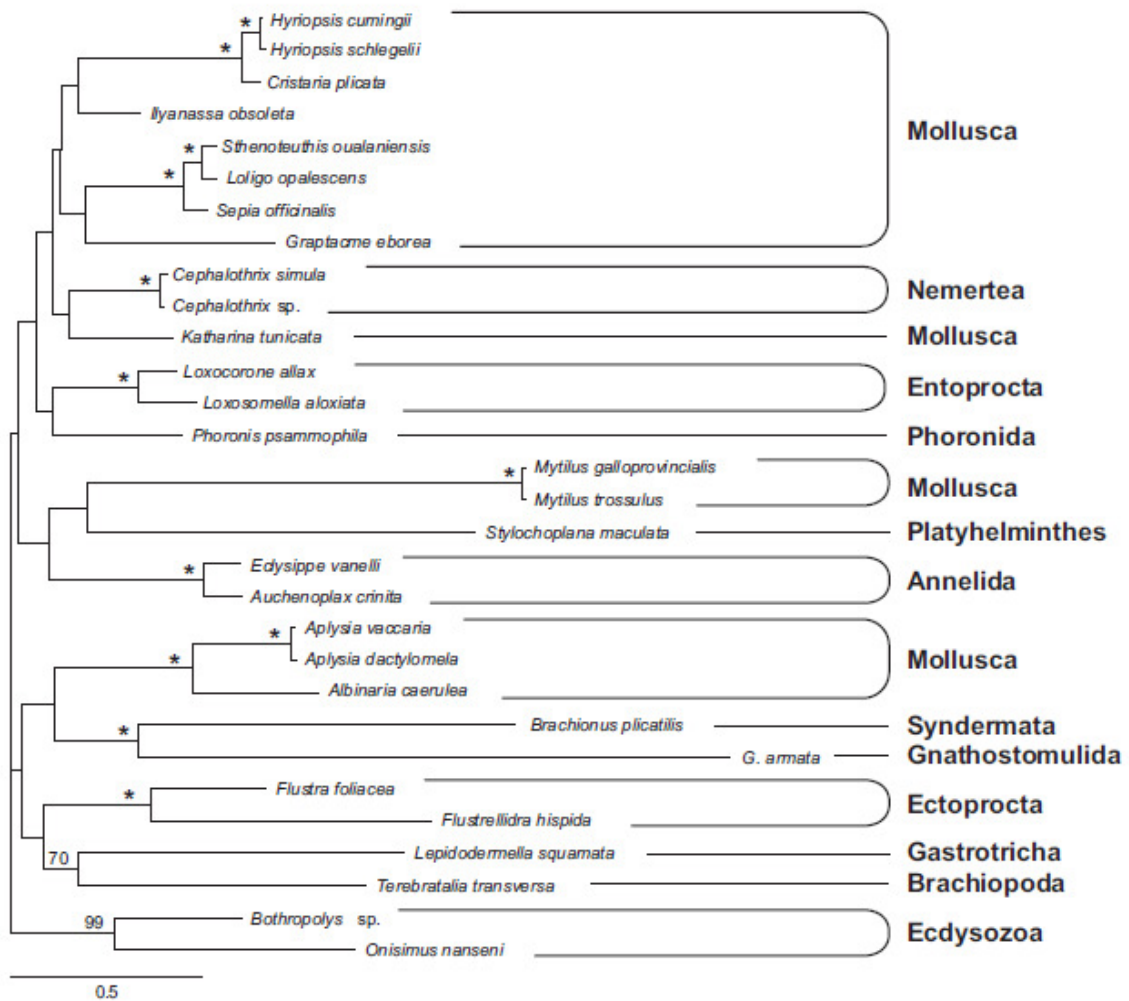 * Hyriopsis cumingii
* Hyriopsis schlegelii
Cristaria plicata
Ilyanassa obsoleta
Mollusca
* Sthenoteuthis oualaniensis
* Loligo opalescens
Sepia officinalis
Graptacme eborea
* Cephalothrix simula
Cephalothrix sp.
Nemertea
Katharina tunicata
Mollusca
* Loxocorone allax
Loxosomella aloxiata
Entoprocta
Phoronis psammophila
Phoronida
* Mytilus galloprovincialis
Mytilus trossulus
Mollusca
Stylochoplana maculata
Platyhelminthes
* Eclysippe vanelli
Auchenoplax crinita
Annelida
* Aplysia vaccaria
* Aplysia dactylomela
Albinaria caerulea
Mollusca
* Brachionus plicatilis
Syndermata
G. armata
Gnathostomulida
* Flustra foliacea
Flustrellidra hispida
Ectoprocta
70 Lepidodermella squamata
Gastrotricha
Terebratalia transversa
Brachiopoda
99 Bothropolys sp.
Onisimus nanseni
Ecdysozoa
0.5